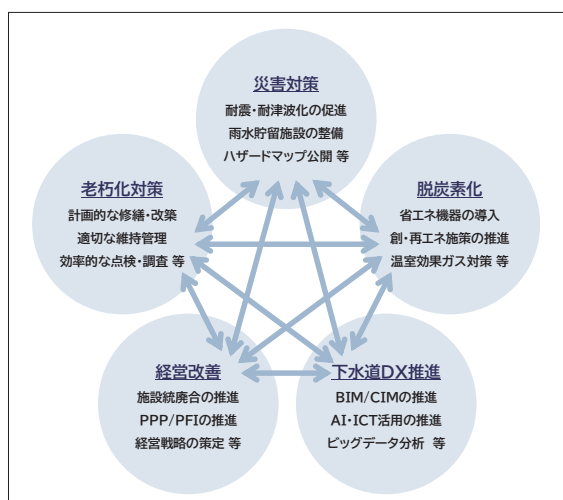 災害対策
耐震・耐津波化の促進
雨水貯留施設の整備
ハザードマップ公開 等
老朽化対策
計画的な修繕・改築
適切な維持管理
効率的な点検・調査 等
脱炭素化
省エネ機器の導入
創・再エネ施策の推進
温室効果ガス対策 等
経営改善
施設統廃合の推進
PPP/PFIの推進
経営戦略の策定 等
下水道DX推進
BIM/CIMの推進
AI・ICT活用の推進
ビッグデータ分析 等